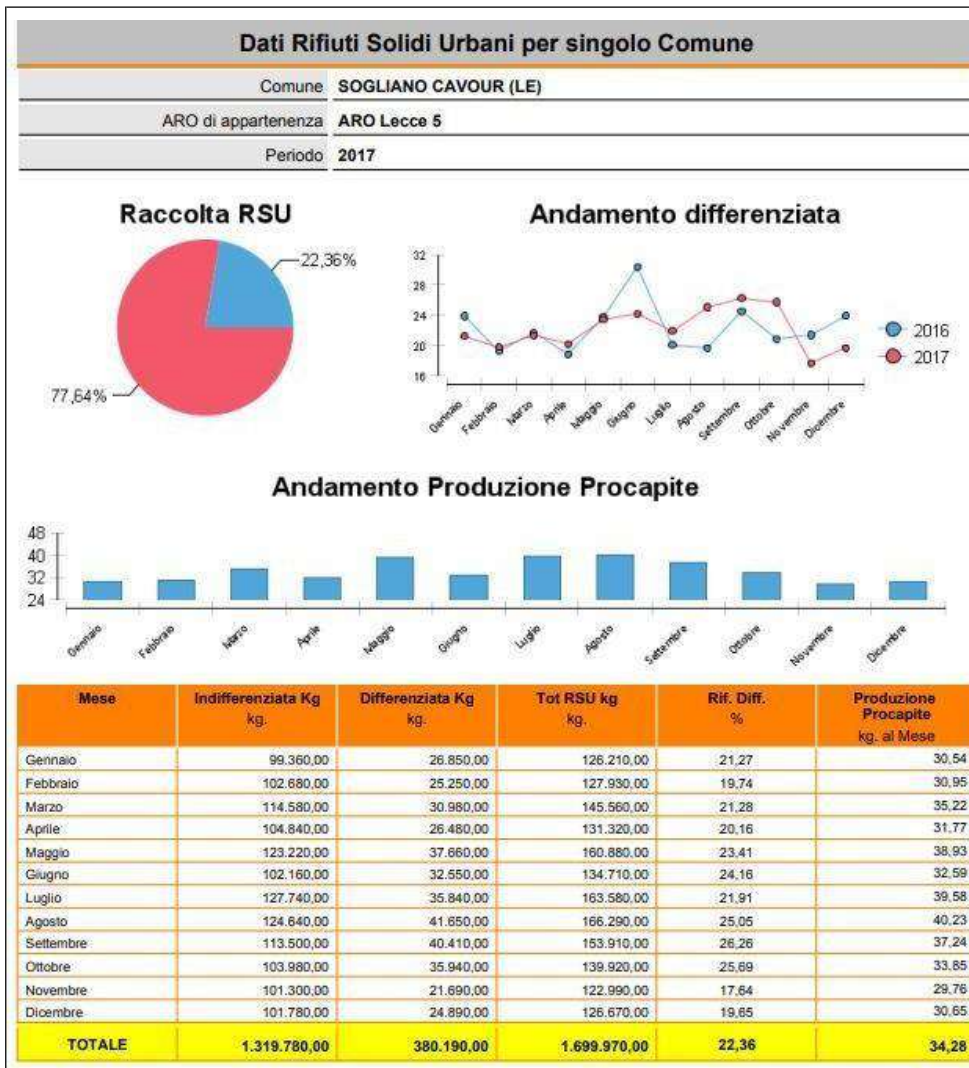 Dati Rifiuti Solidi Urbani per singolo Comune
Comune SOGLIANO CAVOUR (LE)
ARO di appartenenza ARO Lecce 5
Periodo 2017
Raccolta RSU
22,36%
77,64%
Andamento differenziata
32
28
24
20
16
Gennaio Febbraio Marzo Aprile Maggio Giugno Luglio Agosto Settembre Ottobre Novembre Dicembre
2016
2017
Andamento Produzione Procapite
48
40
32
24
Gennaio Febbraio Marzo Aprile Maggio Giugno Luglio Agosto Settembre Ottobre Novembre Dicembre
Mese Indifferenziata Kg Differenziata Kg Tot RSU kg Rif. Diff. Produzione
Procapite
kg. kg. kg. % kg. al Mese
Gennaio 99.360,00 26.850,00 126.210,00 21,27 30,54
Febbraio 102.680,00 25.250,00 127.930,00 19,74 30,95
Marzo 114.580,00 30.980,00 145.560,00 21,28 35,22
Aprile 104.840,00 26.480,00 131.320,00 20,16 31,77
Maggio 123.220,00 37.660,00 160.880,00 23,41 38,93
Giugno 102.160,00 32.550,00 134.710,00 24,16 32,59
Luglio 127.740,00 35.840,00 163.580,00 21,91 39,58
Agosto 124.640,00 41.650,00 166.290,00 25,05 40,23
Settembre 113.500,00 40.410,00 153.910,00 26,26 37,24
Ottobre 103.980,00 35.940,00 139.920,00 25,69 33,85
Novembre 101.300,00 21.690,00 122.990,00 17,64 29,76
Dicembre 101.780,00 24.890,00 126.670,00 19,65 30,65
TOTALE 1.319.780,00 380.190,00 1.699.970,00 22,36 34,28